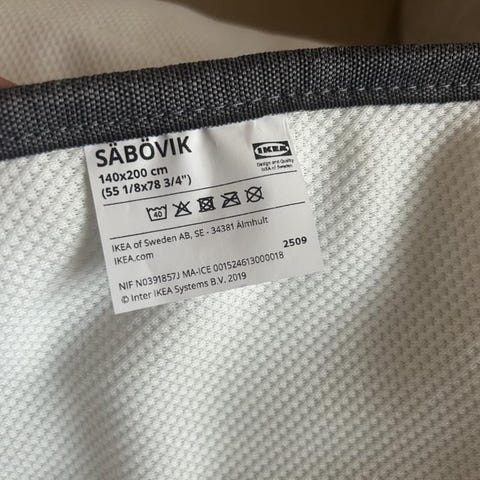 SÄBÖVIK
140x200 cm
(55 1/8x78 3/4")
IKEA
Design and Quality
IKEA of Sweden
40
IKEA of Sweden AB, SE - 34381 Älmhult
IKEA.com
2509
NIF N0391857J MA-ICE 001524613000018
© Inter IKEA Systems B.V. 2019